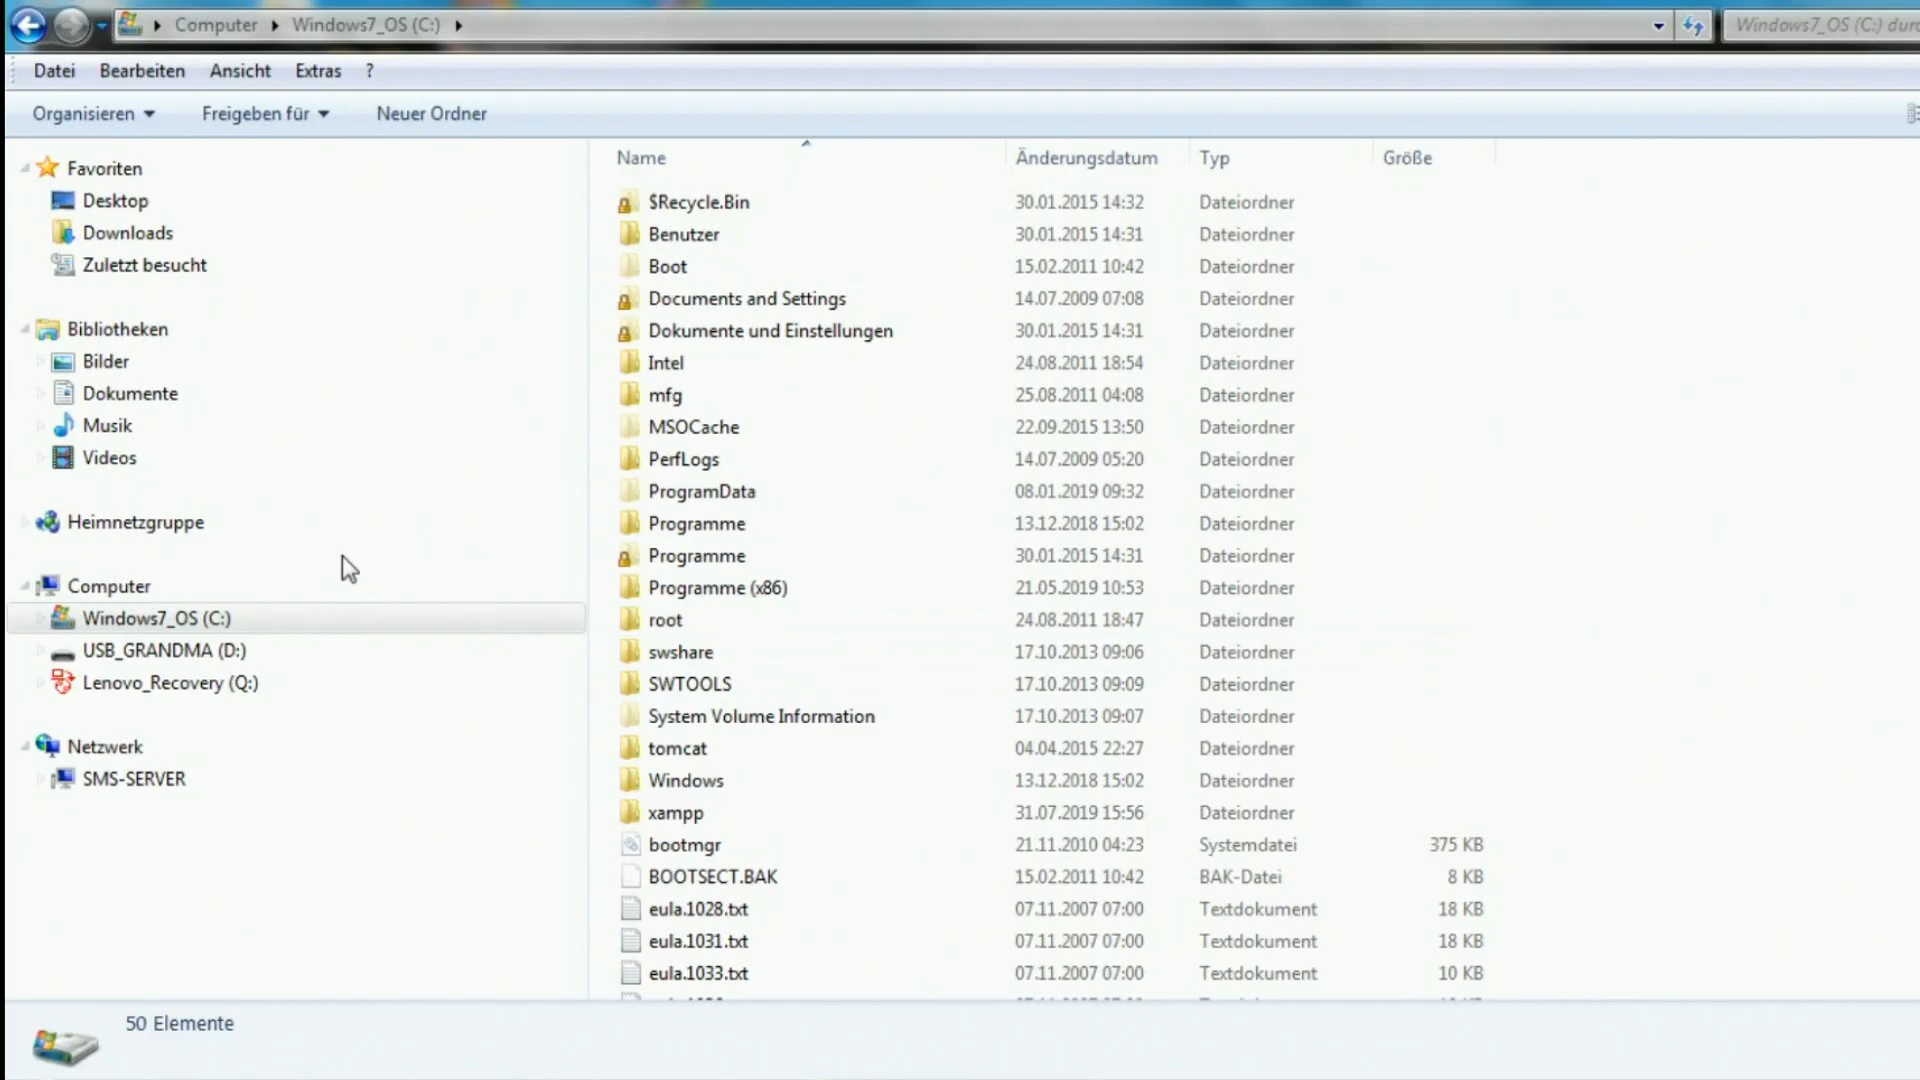 Computer Windows7_OS (C:)
Windows7_OS (C:)
Datei Bearbeiten Ansicht Extras ?
Organisieren Freigeben für Neuer Ordner
Favoriten
Desktop
Downloads
Zuletzt besucht
Bibliotheken
Bilder
Dokumente
Musik
Videos
Heimnetzgruppe
Computer
Windows7_OS (C:)
USB_GRANDMA (D:)
Lenovo_Recovery (Q:)
Netzwerk
SMS-SERVER
Name Änderungsdatum Typ Größe
$Recycle.Bin 30.01.2015 14:32 Dateiordner
Benutzer 30.01.2015 14:31 Dateiordner
Boot 15.02.2011 10:42 Dateiordner
Documents and Settings 14.07.2009 07:08 Dateiordner
Dokumente und Einstellungen 30.01.2015 14:31 Dateiordner
Intel 24.08.2011 18:54 Dateiordner
mfg 25.08.2011 04:08 Dateiordner
MSOCache 22.09.2015 13:50 Dateiordner
PerfLogs 14.07.2009 05:20 Dateiordner
ProgramData 08.01.2019 09:32 Dateiordner
Programme 13.12.2018 15:02 Dateiordner
Programme 30.01.2015 14:31 Dateiordner
Programme (x86) 21.05.2019 10:53 Dateiordner
root 24.08.2011 18:47 Dateiordner
swshare 17.10.2013 09:06 Dateiordner
SWTOOLS 17.10.2013 09:09 Dateiordner
System Volume Information 17.10.2013 09:07 Dateiordner
tomcat 04.04.2015 22:27 Dateiordner
Windows 13.12.2018 15:02 Dateiordner
xampp 31.07.2019 15:56 Dateiordner
bootmgr 21.11.2010 04:23 Systemdatei 375 KB
BOOTSECT.BAK 15.02.2011 10:42 BAK-Datei 8 KB
eula.1028.txt 07.11.2007 07:00 Textdokument 18 KB
eula.1031.txt 07.11.2007 07:00 Textdokument 18 KB
eula.1033.txt 07.11.2007 07:00 Textdokument 10 KB
50 Elemente